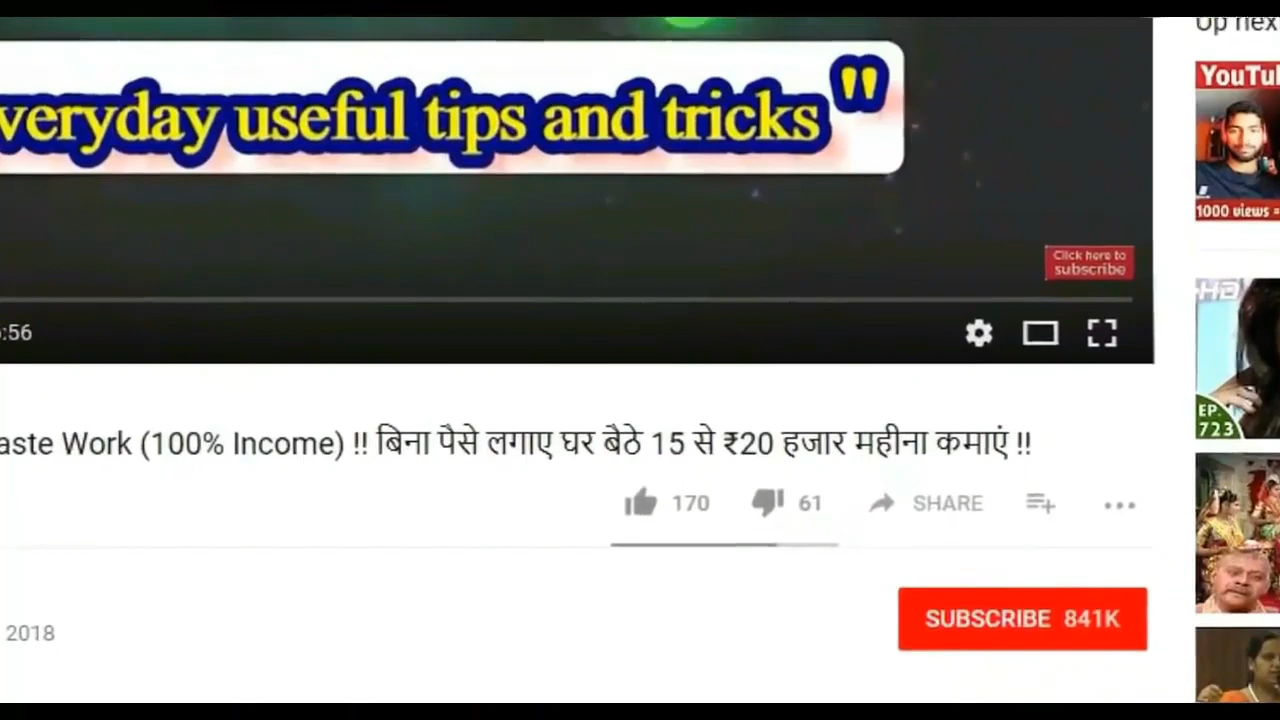 Up nex
YouTu
veryday useful tips and tricks"
1000 views =
Click here to
subscribe
HD
:56
EP.
723
aste Work (100% Income) !! बिना पैसे लगाए घर बैठे 15 से ₹20 हजार महीना कमाएं !!
170 61 SHARE
SUBSCRIBE 841K
2018